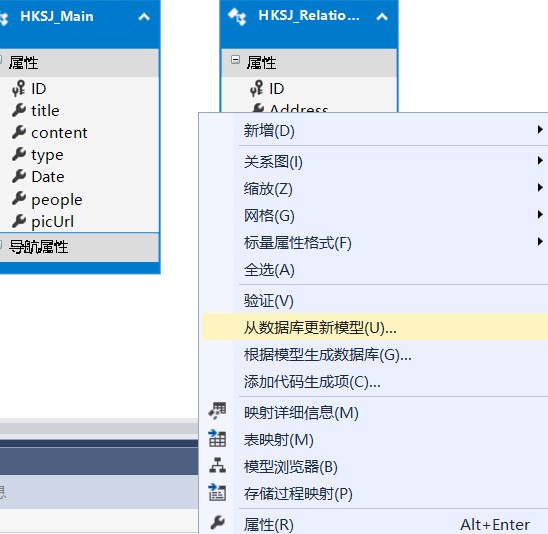 HKSJ_Main
属性
ID
title
content
type
Date
people
picUrl
导航属性
HKSJ_Relatio...
属性
ID
Address
新增(D)
关系图(I)
缩放(Z)
网格(G)
标量属性格式(F)
全选(A)
验证(V)
从数据库更新模型(U)...
根据模型生成数据库(G)...
添加代码生成项(C)...
映射详细信息(M)
表映射(M)
模型浏览器(B)
存储过程映射(P)
属性(R) Alt+Enter
息